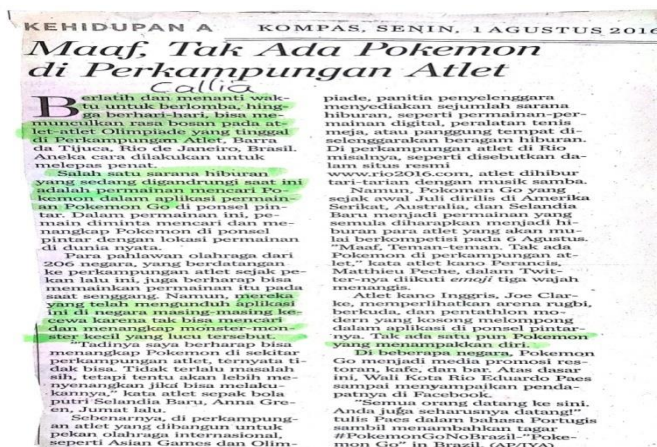 KEHIDUPAN A
KOMPAS, SENIN, 1 AGUSTUS 2016
Maaf, Tak Ada Pokemon
di Perkampungan Atlet
Callia
Berlatih dan menanti wak-
tu untuk berlomba, hing-
ga berhari-hari, bisa me-
munculkan rasa bosan pada at-
let-atlet Olimpiade yang tinggal
di Perkampungan Atlet, Barra
da Tijuca, Rio de Janeiro, Brasil.
Aneka cara dilakukan untuk
melepas penat.
Salah satu sarana hiburan
yang sedang digandrungi saat ini
adalah permainan mencari Po-
kemon dalam aplikasi permain-
an Pokemon Go di ponsel pin-
tar. Dalam permainan ini, pe-
main diminta mencari dan me-
nangkap Pokemon di ponsel
pintar dengan lokasi permainan
di dunia nyata.
Para pahlawan olahraga dari
206 negara, yang berdatangan
ke perkampungan atlet sejak pe-
kan lalu ini, juga berharap bisa
memainkan permainan itu pada
saat senggang. Namun, mereka
yang telah mengunduh aplikasi
ini di negara masing-masing ke-
cewa karena tak bisa mencari
dan menangkap monster-mon-
ster kecil yang lucu tersebut.
"Tadinya saya berharap bisa
menangkap Pokemon di sekitar
perkampungan atlet, ternyata ti-
dak bisa. Tidak terlalu masalah
sih, tetapi tentu akan lebih me-
nyenangkan jika bisa melaku-
kannya," kata atlet sepak bola
putri Selandia Baru, Anna Gre-
en, Jumat lalu.
Sebenarnya, di perkampung-
an atlet yang dibangun untuk
pekan olahraga internasional,
seperti Asian Games dan Olim-
piade, panitia penyelenggara
menyediakan sejumlah sarana
hiburan, seperti permainan-per-
mainan digital, peralatan tenis
meja, atau panggung tempat di-
selenggarakan beragam hiburan.
Di perkampungan atlet di Rio
misalnya, seperti disebutkan da-
lam situs resmi
www.rio2016.com, atlet dihibur
tari-tarian dengan musik samba.
Namun, Pokomen Go yang
sejak awal Juli dirilis di Amerika
Serikat, Australia, dan Selandia
Baru menjadi permainan yang
semula diharapkan menjadi hi-
buran para atlet yang akan mu-
lai berkompetisi pada 6 Agustus.
"Maaf, Teman-teman. Tak ada
Pokemon di perkampungan at-
let," kata atlet kano Perancis,
Matthieu Peche, dalam Twit-
ter-nya diikuti emoji tiga wajah
menangis.
Atlet kano Inggris, Joe Clar-
ke, memperlihatkan arena rugbi,
berkuda, dan pentathlon mo-
dern yang kosong melompong
dalam aplikasi di ponsel pintar-
nya. Tak ada satu pun Pokemon
yang menampakkan diri.
Di beberapa negara, Pokemon
Go menjadi media promosi res-
toran, kafe, dan bar. Atas dasar
ini, Wali Kota Rio Eduardo Paes
sampai menyampaikan penda-
patnya di Facebook.
"Semua orang datang ke sini.
Anda juga seharusnya datang!"
tulis Paes dalam bahasa Portugis
sambil menambahkan tagar
#PokemonGoNoBrazil-"Poke-
mon Go" in Brazil. (AP/IYA)